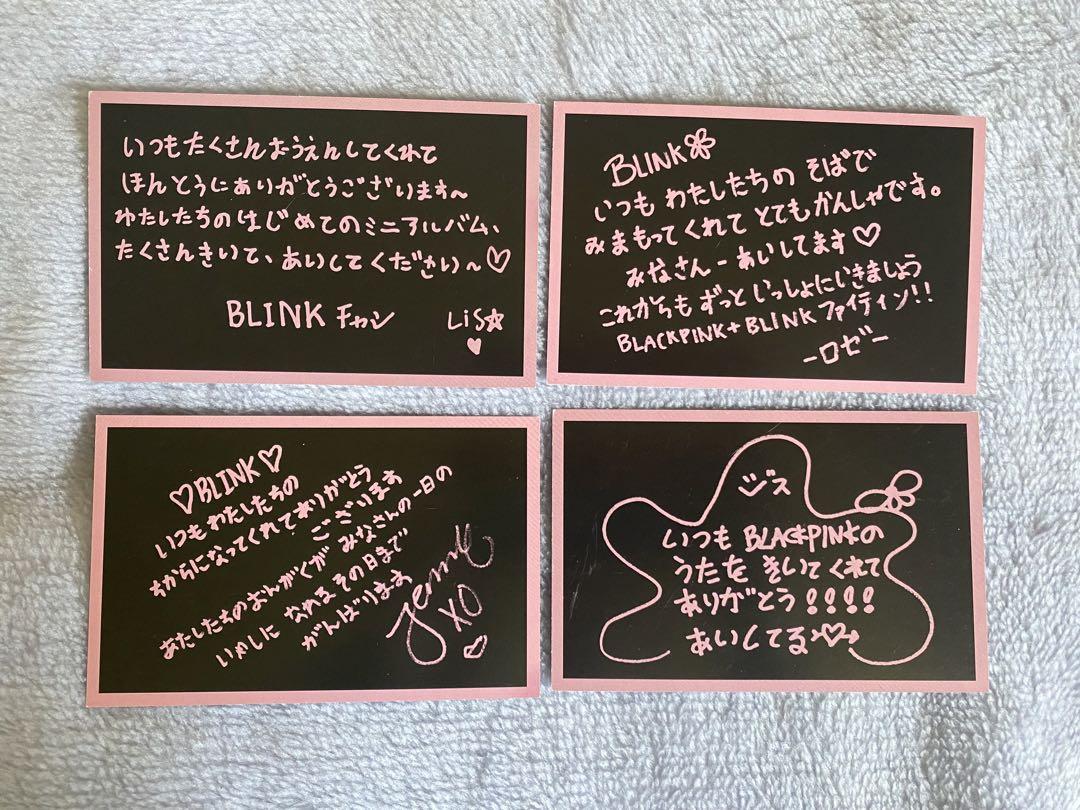 いつもたくさんおうえんしてくれて
ほんとうにありがとうございます〜
わたしたちのはじめてのミニアルバム、
たくさんきいて、あいしてください〜♡
BLINK チャン
LiS☆
BLINK
いつも わたしたちの そばで
みまもってくれて とてもかんしゃです。
みなさんーあいしてます♡
これからも ずっと いっしょにいきましょう
BLACKPINK+BLINK ファイティン!!
ーロゼー
♡BLINK♡
いつも わたしたちの
ちからになってくれてありがとう
ございます
あたしたちのおんがくが みなさんの一日の
いやしに なれる その日まで
がんばります
Jennie
XO
ジス
いつも BLACKPINKの
うたを きいてくれて
ありがとう!!!!
あいしてる♡